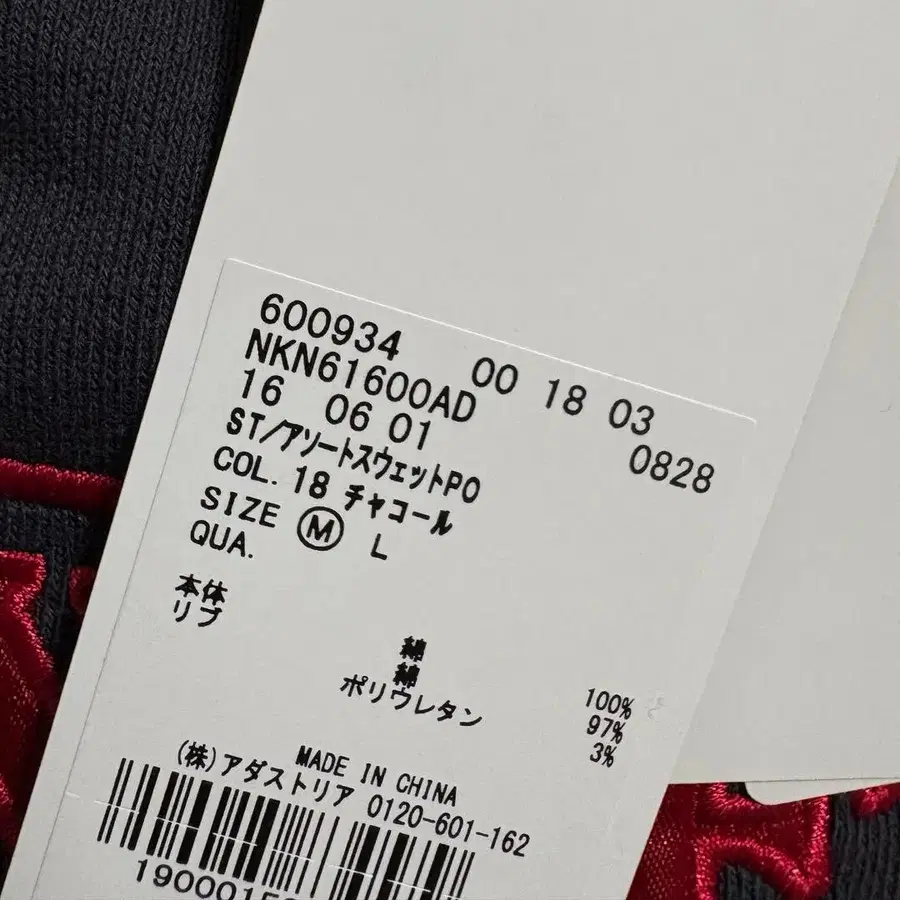 600934 00 18 03
NKN61600AD 0828
16 06 01
ST/アソートスウェットPO
COL. 18 チャコール
SIZE M L
QUA.
本体 綿 100%
リブ 綿 97%
ポリウレタン 3%
MADE IN CHINA
(株)アダストリア 0120-601-162